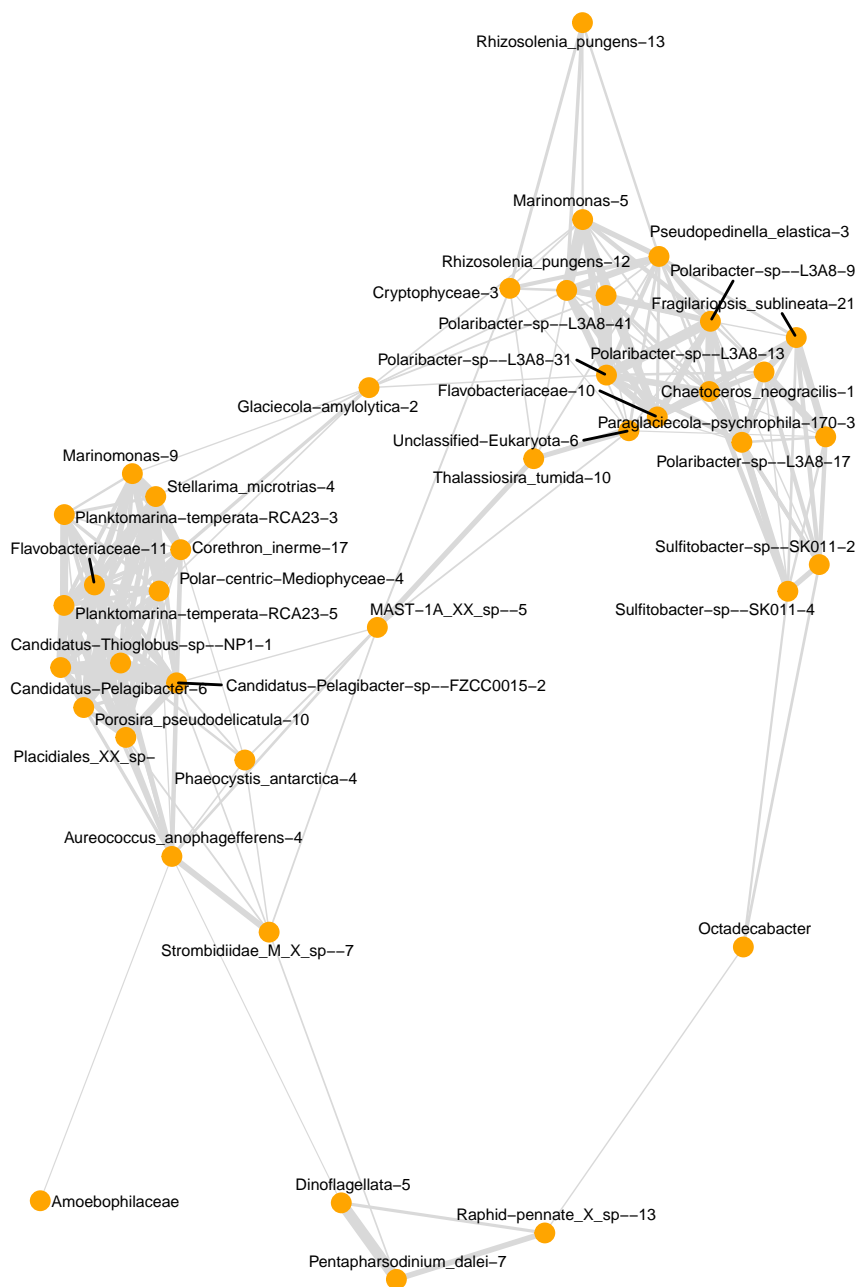 Rhizosolenia_pungens−13
Marinomonas−5
Pseudopedinella_elastica−3
Rhizosolenia_pungens−12
Polaribacter−sp−−L3A8−9
Cryptophyceae−3
Fragilariopsis_sublineata−21
Polaribacter−sp−−L3A8−41
Polaribacter−sp−−L3A8−31
Polaribacter−sp−−L3A8−13
Flavobacteriaceae−10
Chaetoceros_neogracilis−1
Glaciecola−amylolytica−2
Paraglaciecola−psychrophila−170−3
Unclassified−Eukaryota−6
Marinomonas−9
Polaribacter−sp−−L3A8−17
Thalassiosira_tumida−10
Stellarima_microtrias−4
Planktomarina−temperata−RCA23−3
Flavobacteriaceae−11
Corethron_inerme−17
Sulfitobacter−sp−−SK011−2
Polar−centric−Mediophyceae−4
Planktomarina−temperata−RCA23−5
MAST−1A_XX_sp−−5
Sulfitobacter−sp−−SK011−4
Candidatus−Thioglobus−sp−−NP1−1
Candidatus−Pelagibacter−6
Candidatus−Pelagibacter−sp−−FZCC0015−2
Porosira_pseudodelicatula−10
Placidiales_XX_sp−
Phaeocystis_antarctica−4
Aureococcus_anophagefferens−4
Strombidiidae_M_X_sp−−7
Octadecabacter
Dinoflagellata−5
Amoebophilaceae
Raphid−pennate_X_sp−−13
Pentapharsodinium_dalei−7